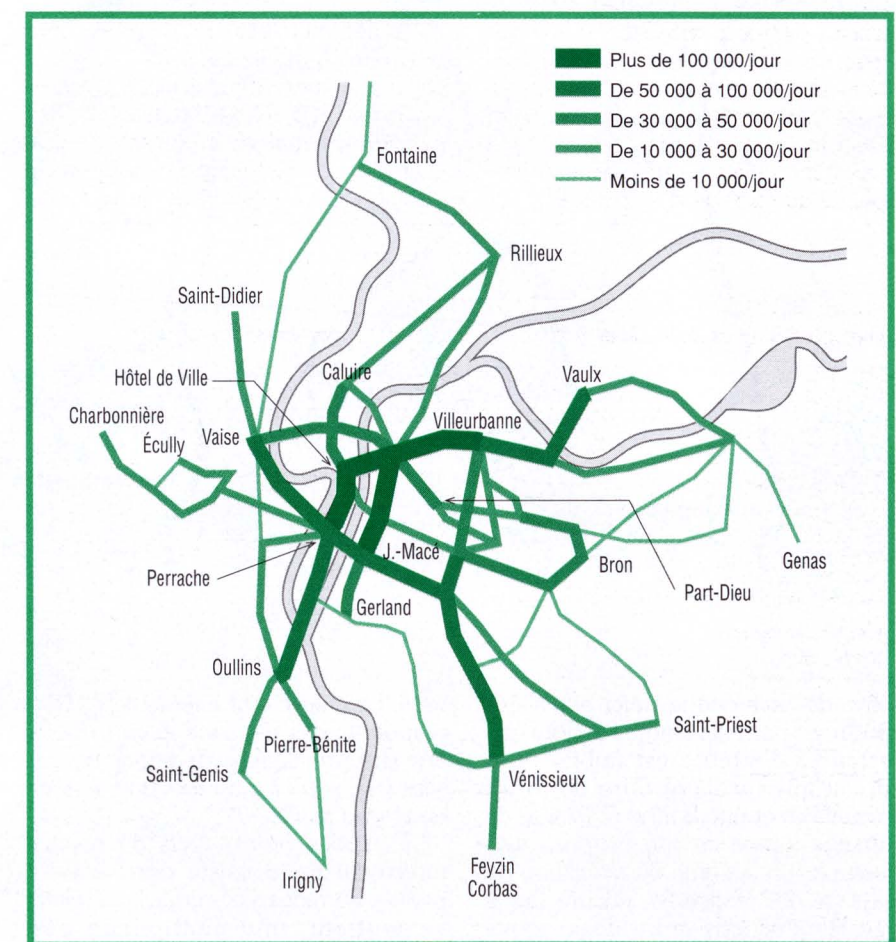 Plus de 100 000/jour
De 50 000 à 100 000/jour
De 30 000 à 50 000/jour
De 10 000 à 30 000/jour
Moins de 10 000/jour
Fontaine
Rillieux
Saint-Didier
Hôtel de Ville
Caluire
Vaulx
Charbonnière
Écully
Vaise
Villeurbanne
J.-Macé
Bron
Genas
Perrache
Part-Dieu
Gerland
Oullins
Saint-Priest
Pierre-Bénite
Saint-Genis
Vénissieux
Irigny
Feyzin
Corbas